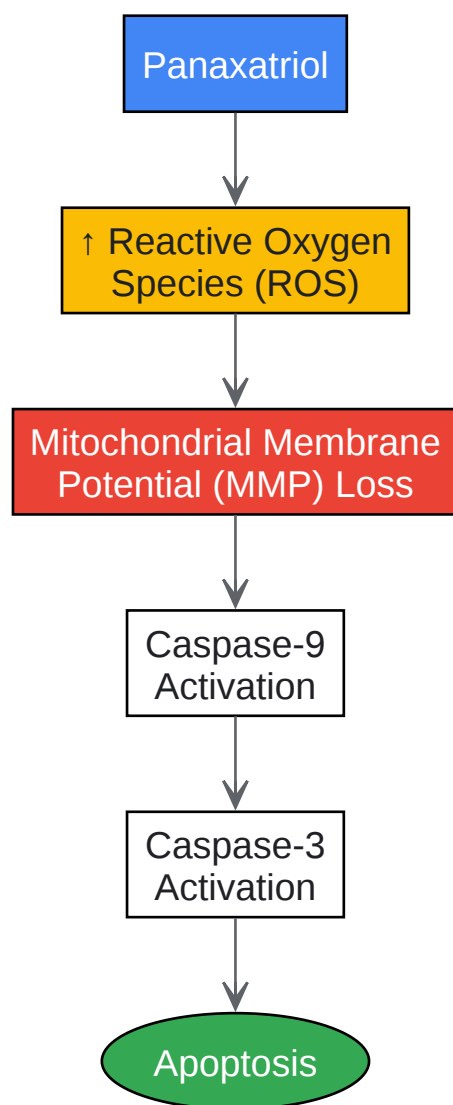 Panaxatriol
↑ Reactive Oxygen
Species (ROS)
Mitochondrial Membrane
Potential (MMP) Loss
Caspase-9
Activation
Caspase-3
Activation
Apoptosis